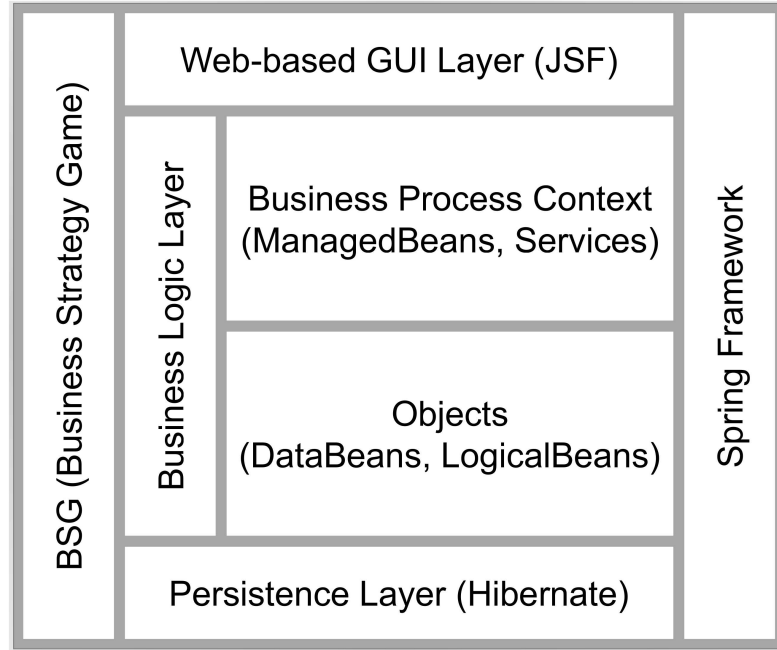 BSG (Business Strategy Game)
Web-based GUI Layer (JSF)
Business Logic Layer
Business Process Context
(ManagedBeans, Services)
Objects
(DataBeans, LogicalBeans)
Persistence Layer (Hibernate)
Spring Framework